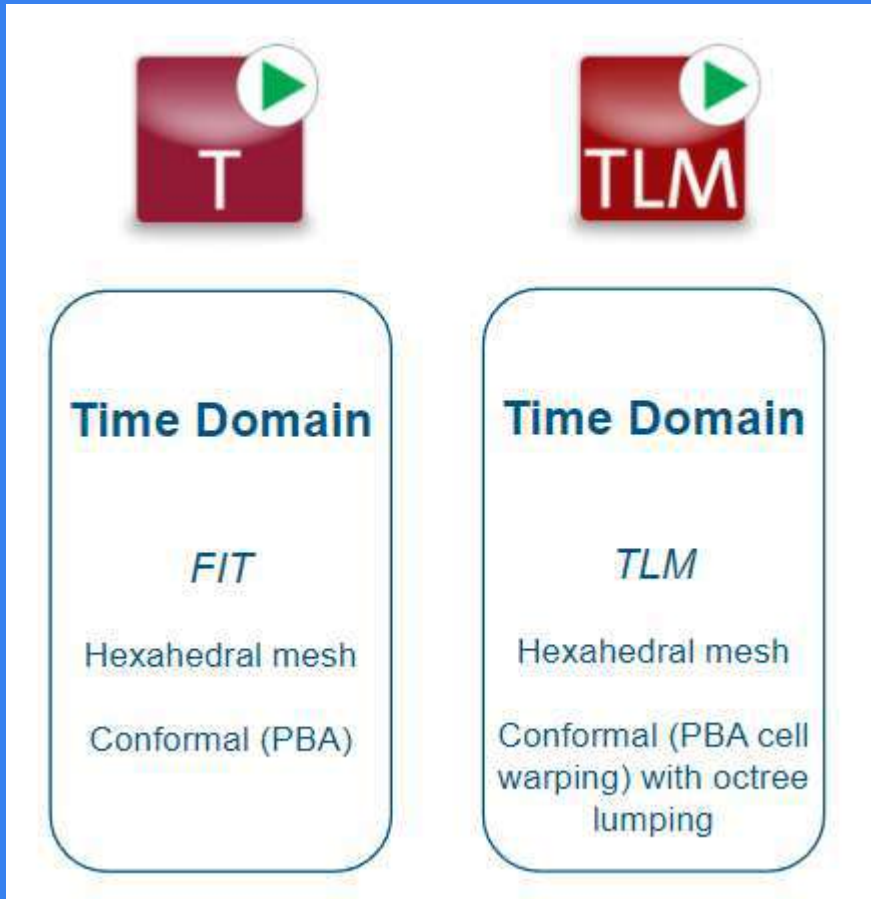 T
TLM
Time Domain
FIT
Hexahedral mesh
Conformal (PBA)
Time Domain
TLM
Hexahedral mesh
Conformal (PBA cell
warping) with octree
lumping